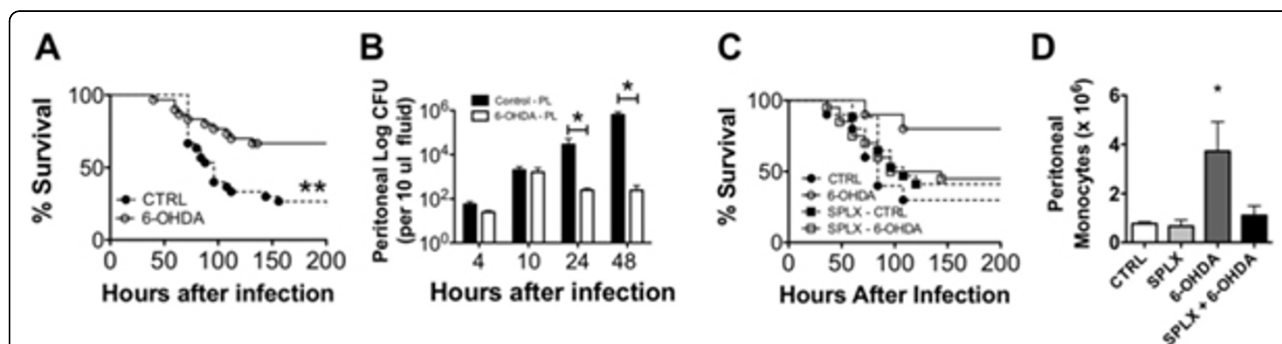 A
% Survival
100
50
0
CTRL
6-OHDA
**
0 50 100 150 200
Hours after infection
B
Peritoneal Log CFU
(per 10 ul fluid)
10⁶
10⁴
10²
10⁰
Control - PL
6-OHDA - PL
*
*
4 10 24 48
Hours after infection
C
% Survival
100
50
0
CTRL
6-OHDA
SPLX - CTRL
SPLX - 6-OHDA
0 50 100 150 200
Hours After Infection
D
Peritoneal
Monocytes (x 10⁶)
6
4
2
0
*
CTRL
SPLX
6-OHDA
SPLX + 6-OHDA